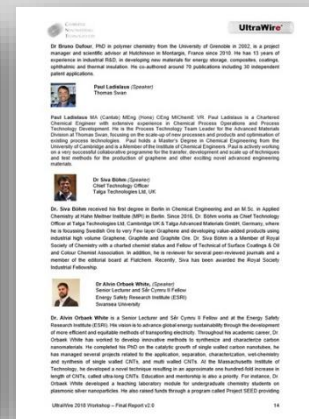 UltraWire
Dr Bruno Dufour, PhD in polymer chemistry from the University of Grenoble in 2002, is a project
manager and scientific advisor at Hutchinson in Montargis, France since 2010. He has 15 years of
experience in industrial R&D, in developing new materials for energy storage, composites, coatings,
ophthalmic and thermal insulation. He co-authored around 70 publications including 30 independent
patent applications.
Paul Ladislaus (Speaker)
Thomas Swan
Paul Ladislaus MA (Cantab) MEng (Hons) CEng MIChemE VR. Paul Ladislaus is a Chartered
Chemical Engineer with extensive experience in Chemical Process Operations and Process
Technology Development. He is the Process Technology Team Leader for the Advanced Materials
Division at Thomas Swan, focusing on the scale-up of new processes and products and optimisation of
existing process technologies. Paul holds a Master's Degree in Chemical Engineering from the
University of Cambridge and is a Member of the Institute of Chemical Engineers. Paul is actively working
on a very successful collaborative programme for the transfer, development and scale up of techniques
and test methods for the production of graphene and other exciting novel advanced engineering
materials.
Dr Siva Böhm (Speaker)
Chief Technology Officer
Talga Technologies Ltd, UK
Dr. Siva Böhm received his first degree in Berlin in Chemical Engineering and an M.Sc. in Applied
Chemistry at Hahn Meitner Institute (MPI) in Berlin. Since 2016, Dr. Böhm works as Chief Technology
Officer at Talga Technologies Ltd, Cambridge UK & Talga Advanced Materials GmbH, Germany, where
he is focussing Swedish Ore to very Few-layer Graphene and developing value-added products using
industrial high volume Graphene, Graphite and Graphite Ore. Dr. Siva Böhm is a Member of Royal
Society of Chemistry with a charted chemist status and Fellow of Technical of Surface Coatings & Oil
and Colour Chemist Association. In addition, he is reviewer for several peer-reviewed journals and a
member of the editorial board at Flatchem. Recently, Siva has been awarded the Royal Society
Industrial Fellowship.
Dr Alvin Orbaek White, (Speaker)
Senior Lecturer and Sêr Cymru II Fellow
Energy Safety Research Institute (ESRI)
Swansea University
Dr. Alvin Orbaek White is a Senior Lecturer and Sêr Cymru II Fellow and at the Energy Safety
Research Institute (ESRI). His vision is to advance global energy sustainability through the development
of more efficient and equitable methods of transporting electricity. Throughout his academic career, Dr.
Orbaek White has worked to develop innovative methods to synthesize and characterize carbon
nanomaterials. He completed his PhD on the catalytic growth of single walled carbon nanotubes, he
has managed several projects related to the application, separation, characterization, wet-chemistry
and synthesis of single walled CNTs, and multi walled CNTs. At the Massachusetts Institute of
Technology, he developed a novel technique resulting in an approximate one hundred-fold increase in
length of CNTs, called ultra-long CNTs. Education and mentorship is also a priority. For instance, Dr.
Orbaek White developed a teaching laboratory module for undergraduate chemistry students on
plasmonic silver nanoparticles. He also raised funds through a program called Project SEED providing
UltraWire 2018 Workshop – Final Report v2.0 14